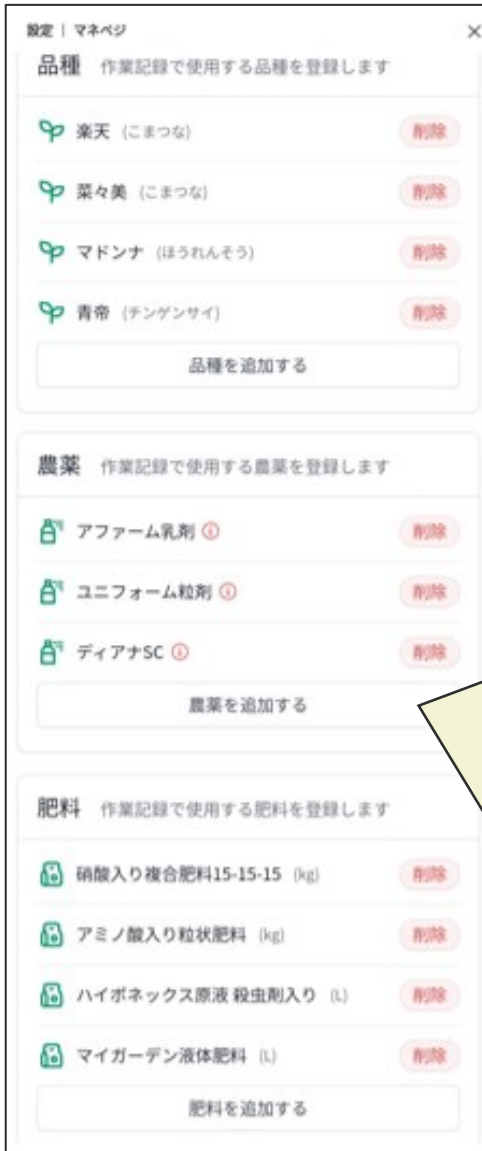 設定 | マネベジ ×
品種 作業記録で使用する品種を登録します
楽天 (こまつな) 削除
菜々美 (こまつな) 削除
マドンナ (ほうれんそう) 削除
青帝 (チンゲンサイ) 削除
品種を追加する
農薬 作業記録で使用する農薬を登録します
アファーム乳剤 削除
ユニフォーム粒剤 削除
ディアナSC 削除
農薬を追加する
肥料 作業記録で使用する肥料を登録します
硝酸入り複合肥料15-15-15 (kg) 削除
アミノ酸入り粒状肥料 (kg) 削除
ハイポネックス原液 殺虫剤入り (L) 削除
マイガーデン液体肥料 (L) 削除
肥料を追加する